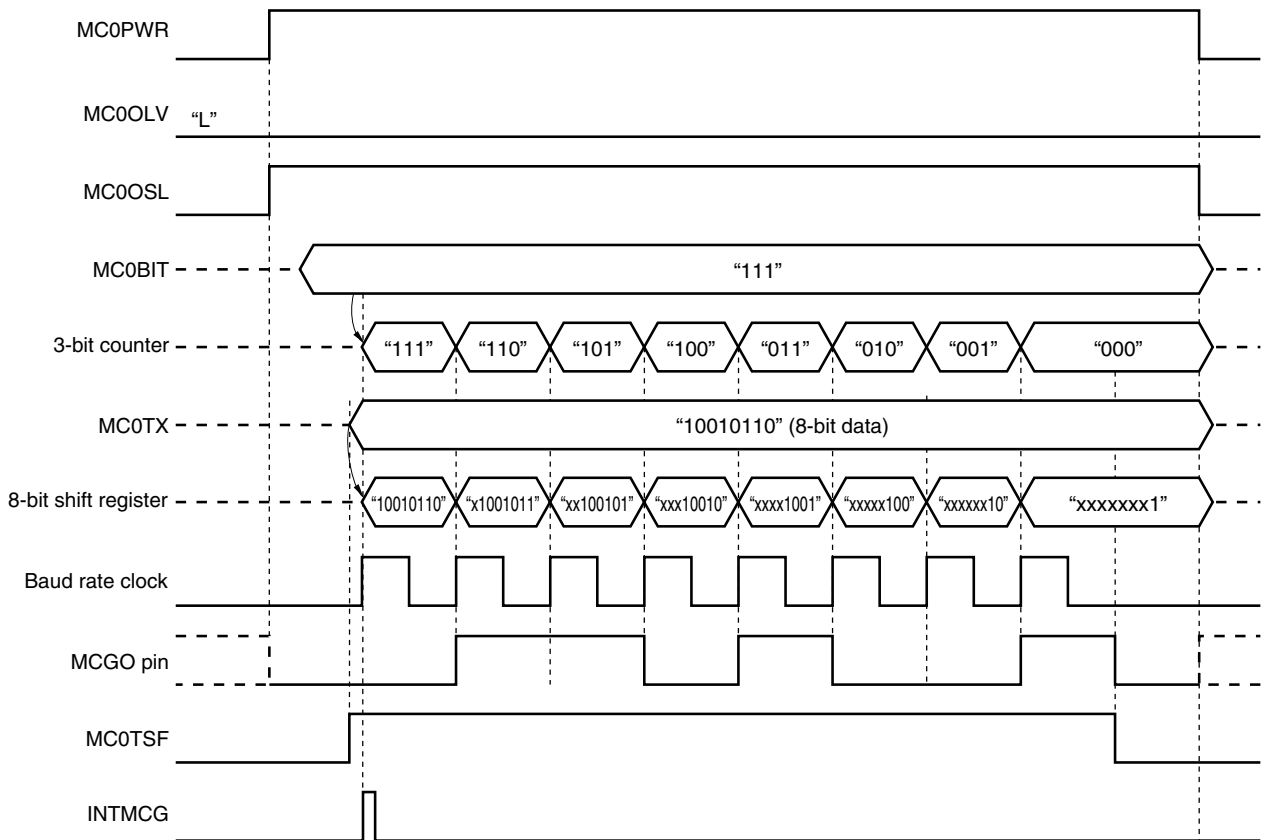 MC0PWR
MC0OLV “L”
MC0OSL
MC0BIT “111”
3-bit counter “111” “110” “101” “100” “011” “010” “001” “000”
MC0TX “10010110” (8-bit data)
8-bit shift register “10010110” “x1001011” “xx100101” “xxx10010” “xxxx1001” “xxxxx100” “xxxxxx10” “xxxxxxx1”
Baud rate clock
MCGO pin
MC0TSF
INTMCG